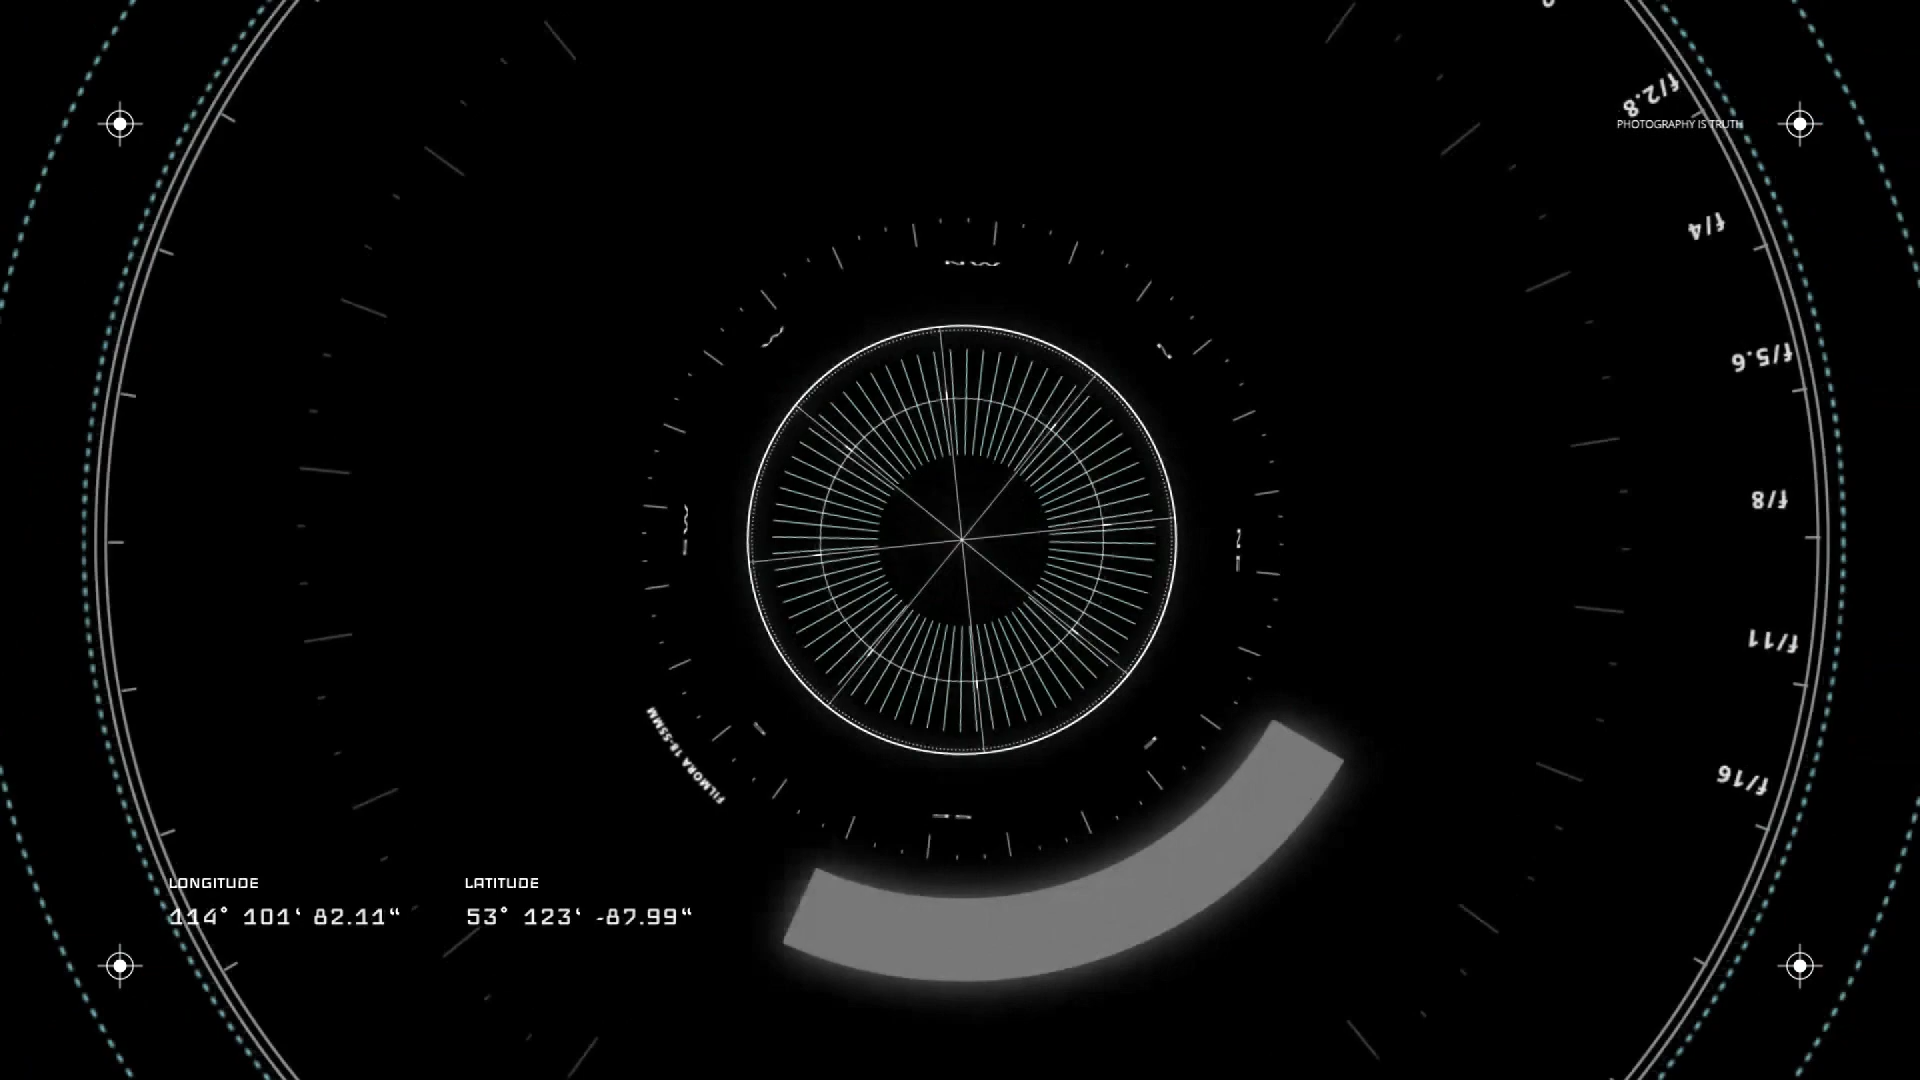 f/2.8
PHOTOGRAPHY IS TRUTH
f/4
NW
f/5.6
f/8
f/11
FILMORA 18-55MM
f/16
LONGITUDE
114° 101‘ 82.11“
LATITUDE
53° 123‘ -87.99“